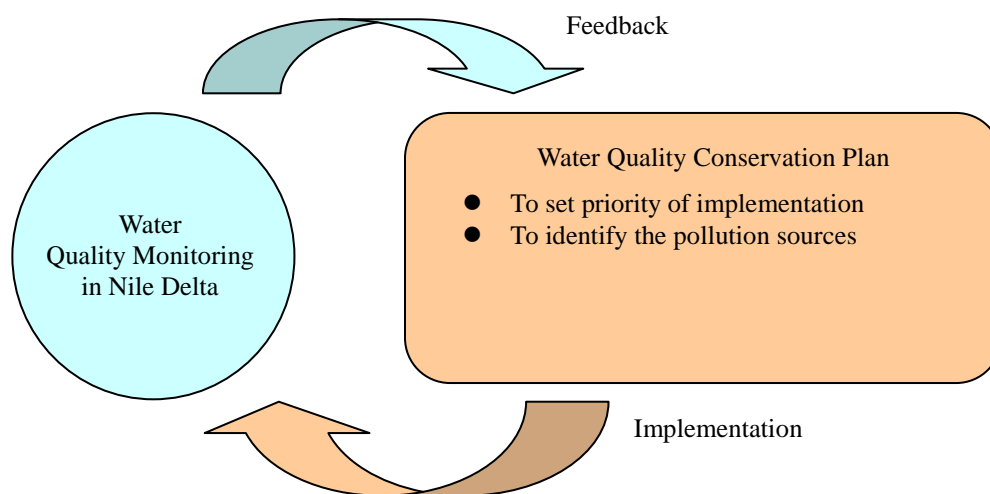 Feedback
Water Quality Conservation Plan
● To set priority of implementation
● To identify the pollution sources
Water
Quality Monitoring
in Nile Delta
Implementation